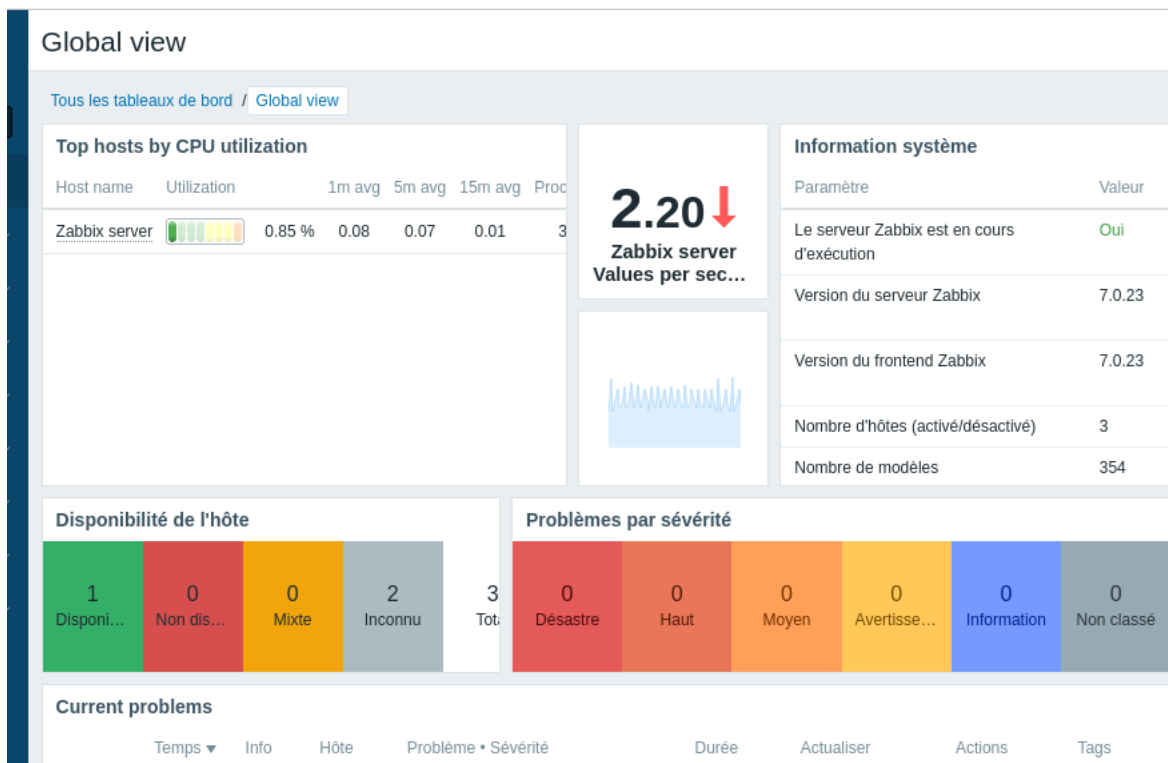 Global view
Tous les tableaux de bord / Global view
Top hosts by CPU utilization
Host name Utilization 1m avg 5m avg 15m avg Proc
Zabbix server 0.85 % 0.08 0.07 0.01 3
2.20
Zabbix server
Values per sec...
Information système
Paramètre Valeur
Le serveur Zabbix est en cours d'exécution Oui
Version du serveur Zabbix 7.0.23
Version du frontend Zabbix 7.0.23
Nombre d'hôtes (activé/désactivé) 3
Nombre de modèles 354
Disponibilité de l'hôte
1 0 0 2 3
Disponi... Non dis... Mixte Inconnu Tota
Problèmes par sévérité
0 0 0 0 0 0
Désastre Haut Moyen Avertisse... Information Non classé
Current problems
Temps ▼ Info Hôte Problème • Sévérité Durée Actualiser Actions Tags